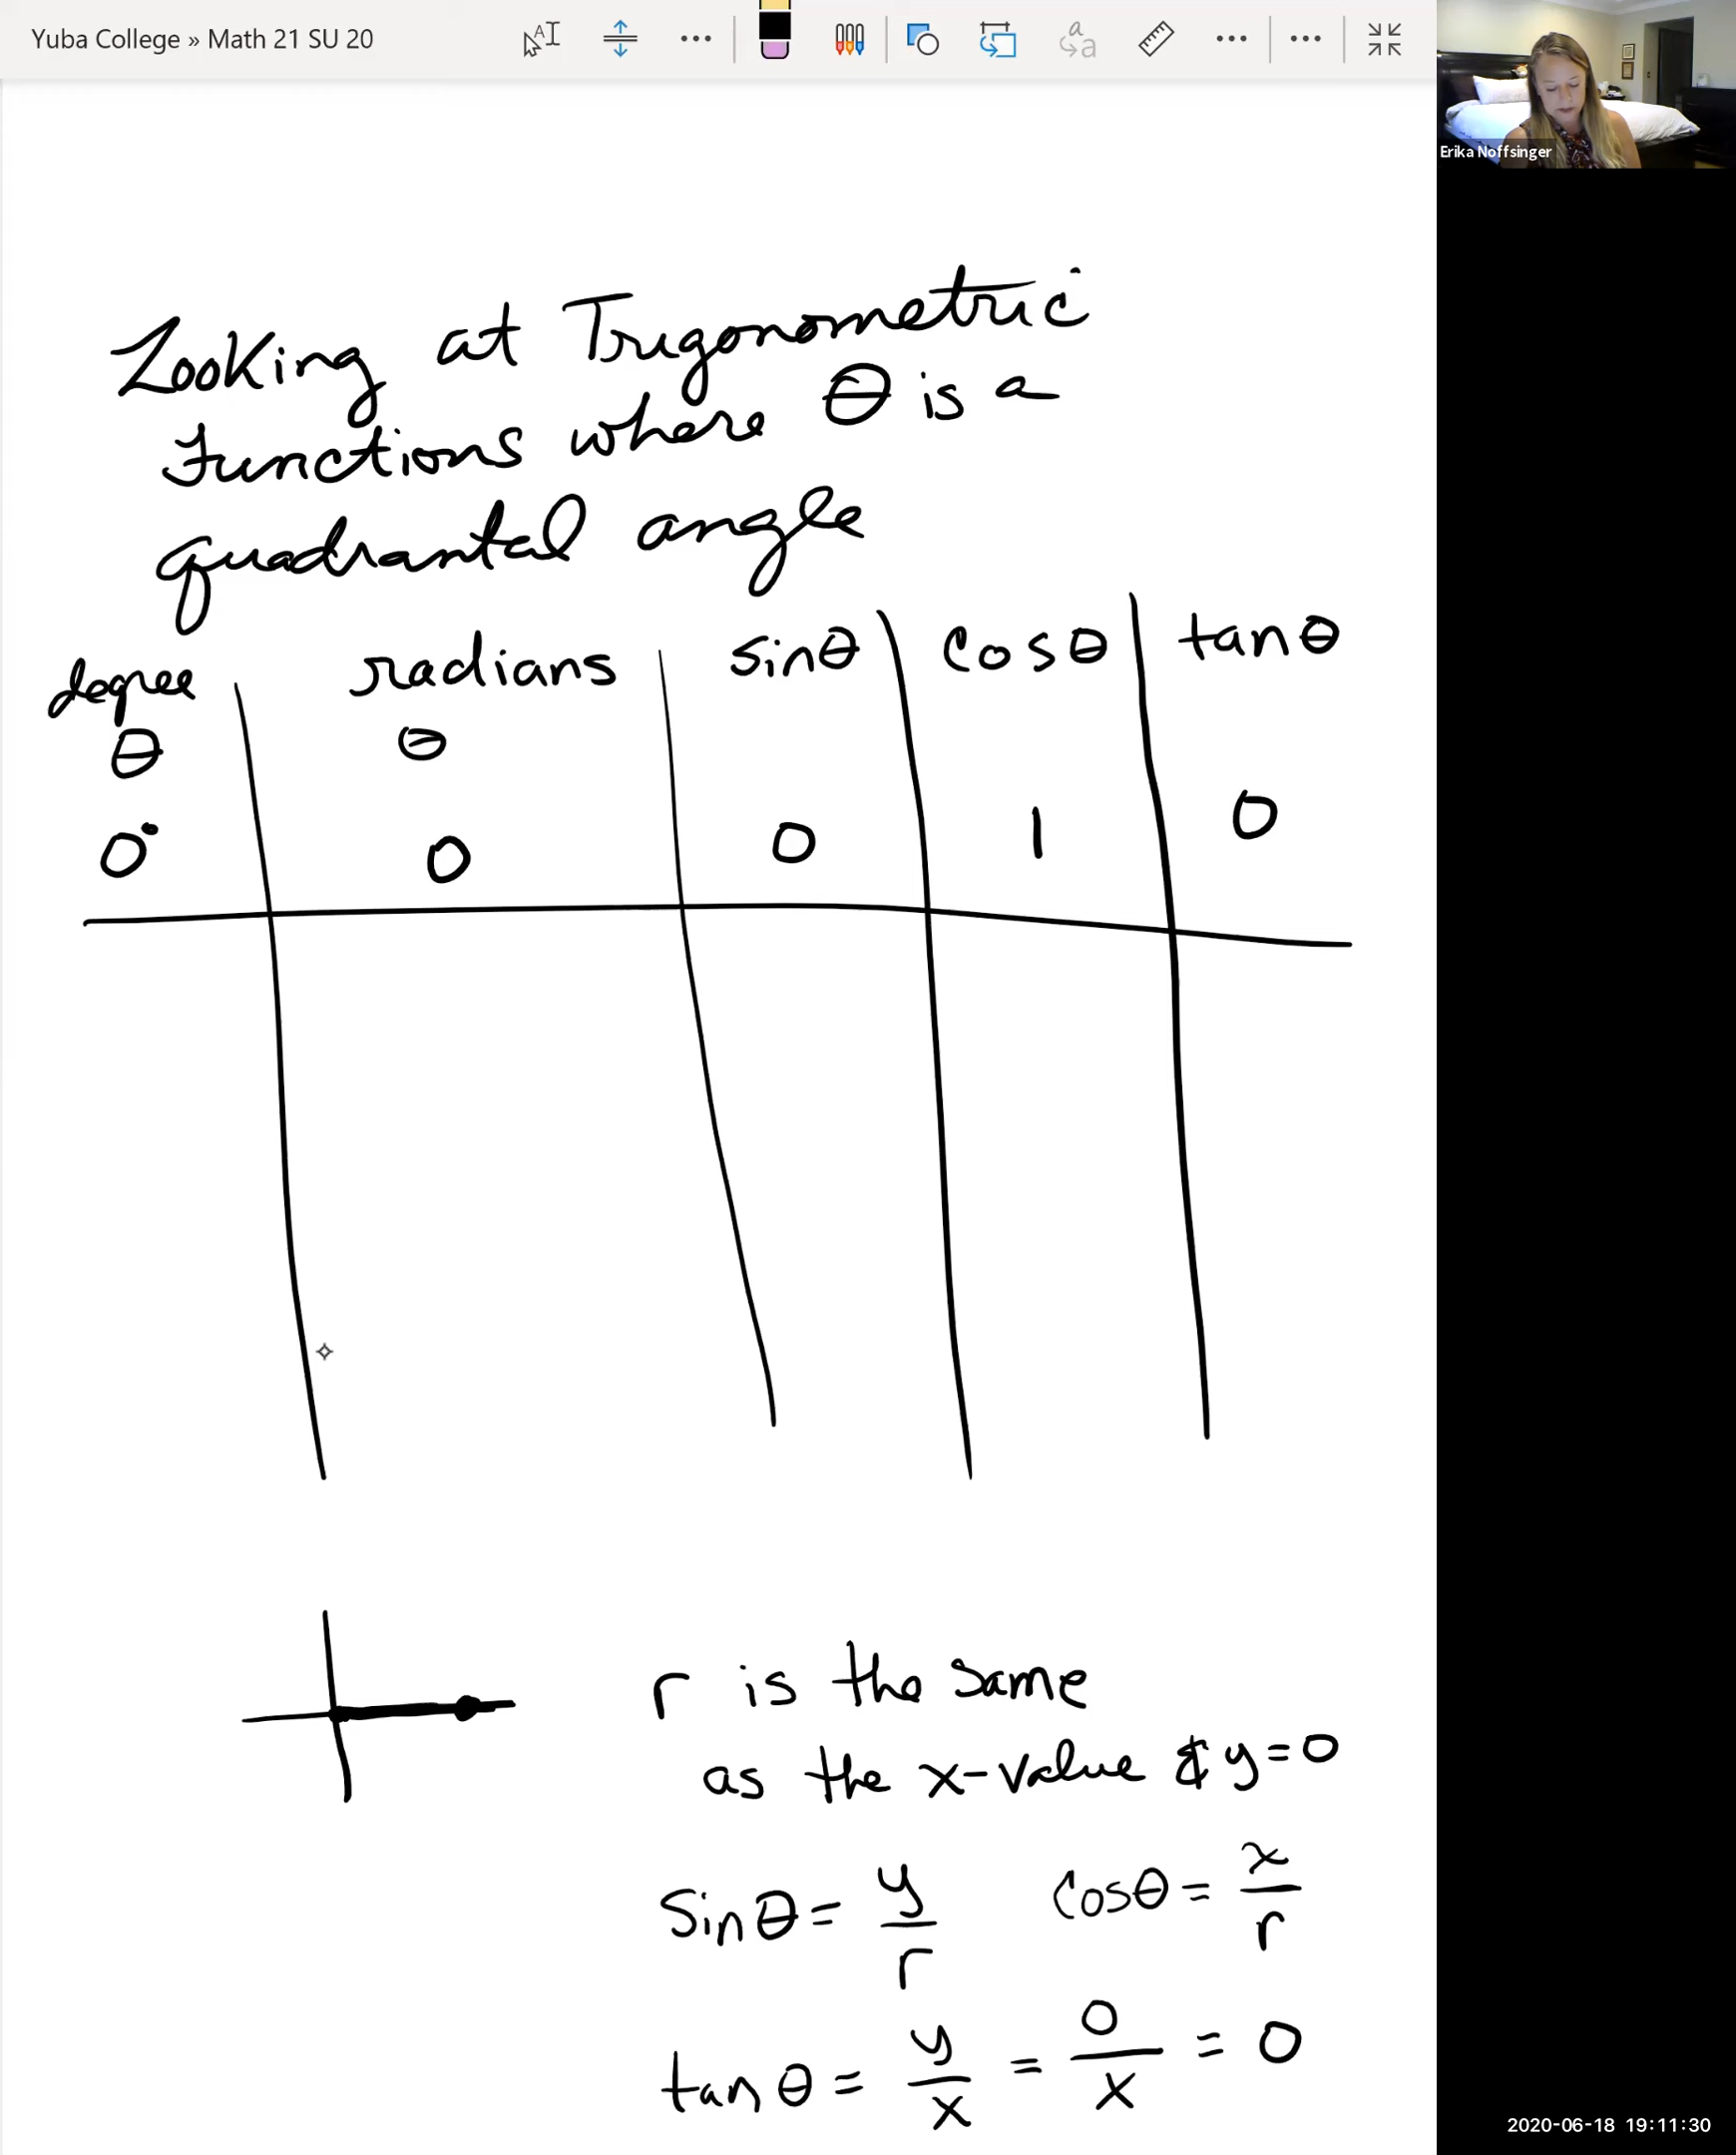 Yuba College » Math 21 SU 20
Erika Noffsinger
Looking at Trigonometric
Functions where θ is a
quadrantal angle
degree radians sinθ cosθ tanθ
θ θ
0° 0 0 1 0
r is the same
as the x-value & y=0
sinθ = y/r cosθ = x/r
tanθ = y/x = 0/x = 0
2020-06-18 19:11:30